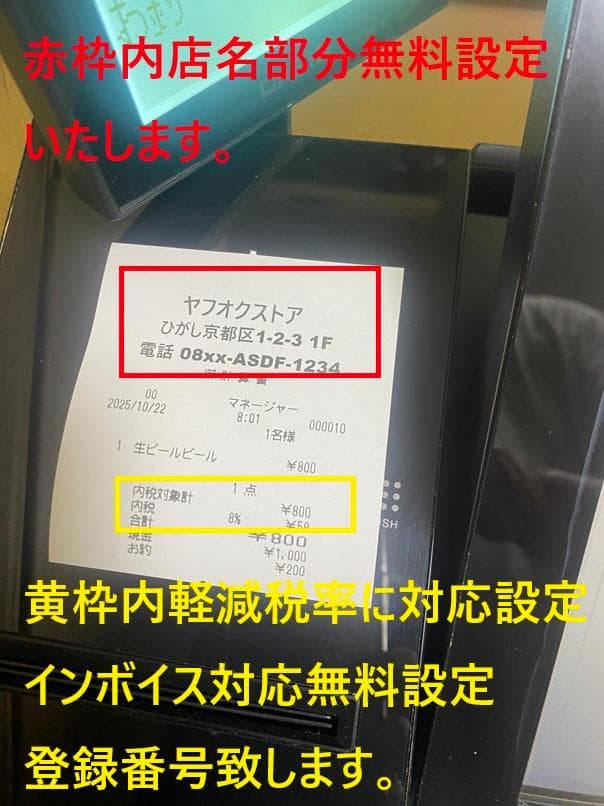 赤枠内店名部分無料設定
いたします。
ヤフオクストア
ひがし京都区1-2-3 1F
電話 08xx-ASDF-1234
00 マネージャー
2025/10/22 8:01 000010
1名様
1 生ビールビール ¥800
1 点
内税対象計 ¥800
内税 8% ¥59
合計 ¥800
現金 ¥1,000
お釣 ¥200
黄枠内軽減税率に対応設定
インボイス対応無料設定
登録番号致します。